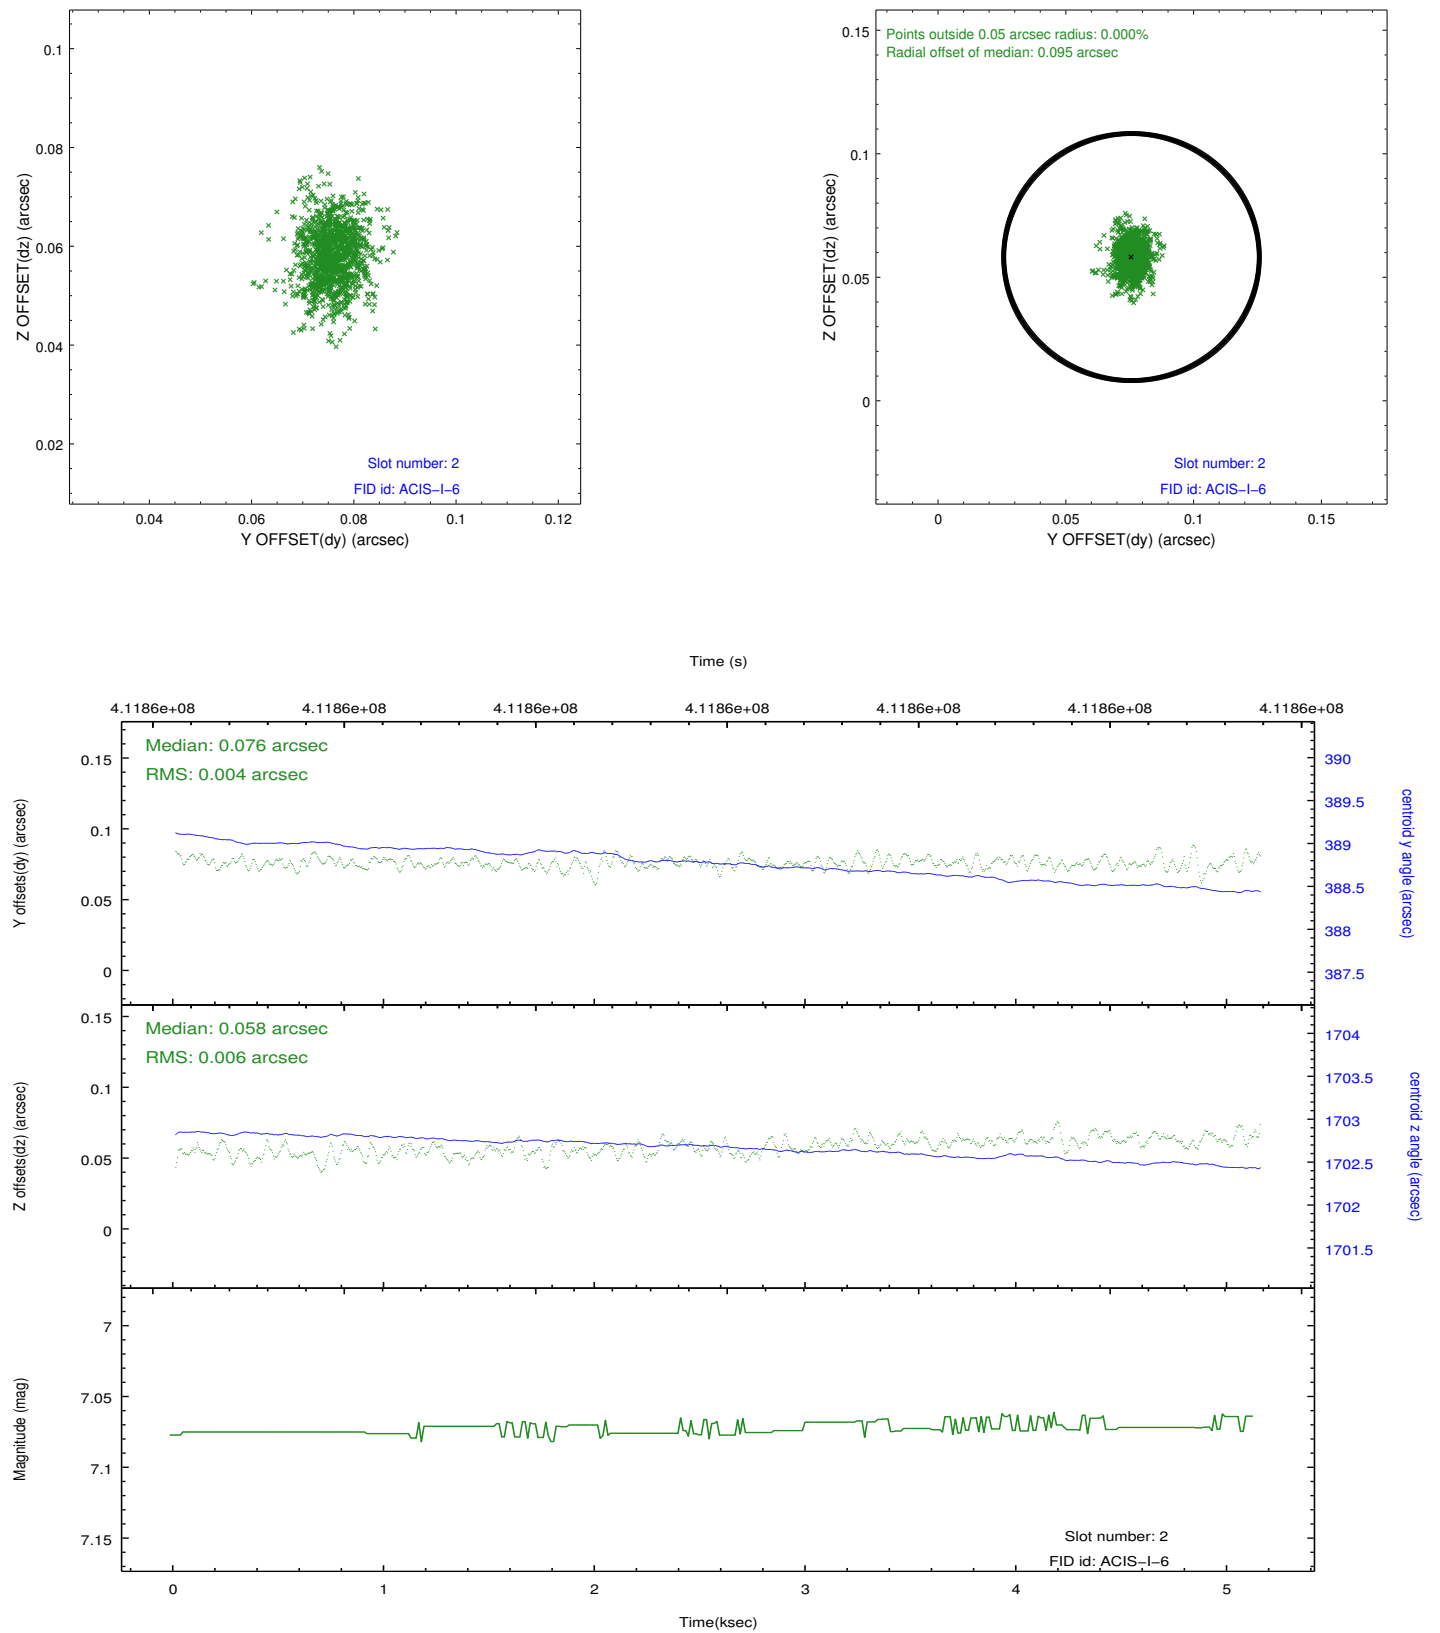 0.1
0.08
0.06
0.04
0.02
Z OFFSET(dz) (arcsec)
Slot number: 2
FID id: ACIS−I−6
0.04 0.06 0.08 0.1 0.12
Y OFFSET(dy) (arcsec)
Points outside 0.05 arcsec radius: 0.000%
Radial offset of median: 0.095 arcsec
0.15
0.1
0.05
0
Z OFFSET(dz) (arcsec)
Slot number: 2
FID id: ACIS−I−6
0 0.05 0.1 0.15
Y OFFSET(dy) (arcsec)
Time (s)
4.1186e+08 4.1186e+08 4.1186e+08 4.1186e+08 4.1186e+08 4.1186e+08 4.1186e+08
Median: 0.076 arcsec
RMS: 0.004 arcsec
0.15
0.1
0.05
0
Y offsets(dy) (arcsec)
390
389.5
389
388.5
388
387.5
centroid y angle (arcsec)
Median: 0.058 arcsec
RMS: 0.006 arcsec
0.15
0.1
0.05
0
Z offsets(dz) (arcsec)
1704
1703.5
1703
1702.5
1702
1701.5
centroid z angle (arcsec)
7
7.05
7.1
7.15
Magnitude (mag)
Slot number: 2
FID id: ACIS−I−6
0 1 2 3 4 5
Time(ksec)